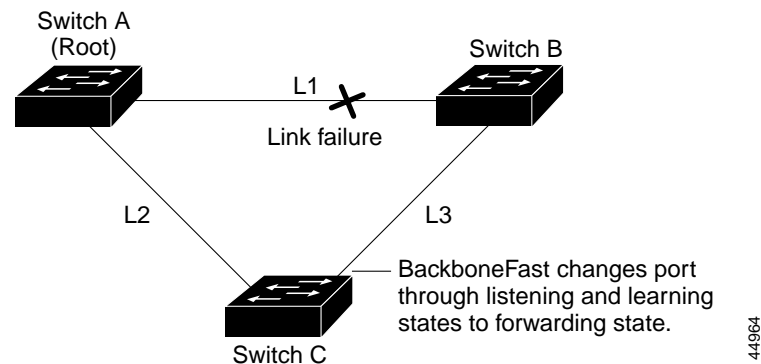 Switch A
(Root)
Switch B
L1
Link failure
L2
L3
BackboneFast changes port
through listening and learning
states to forwarding state.
Switch C
44964